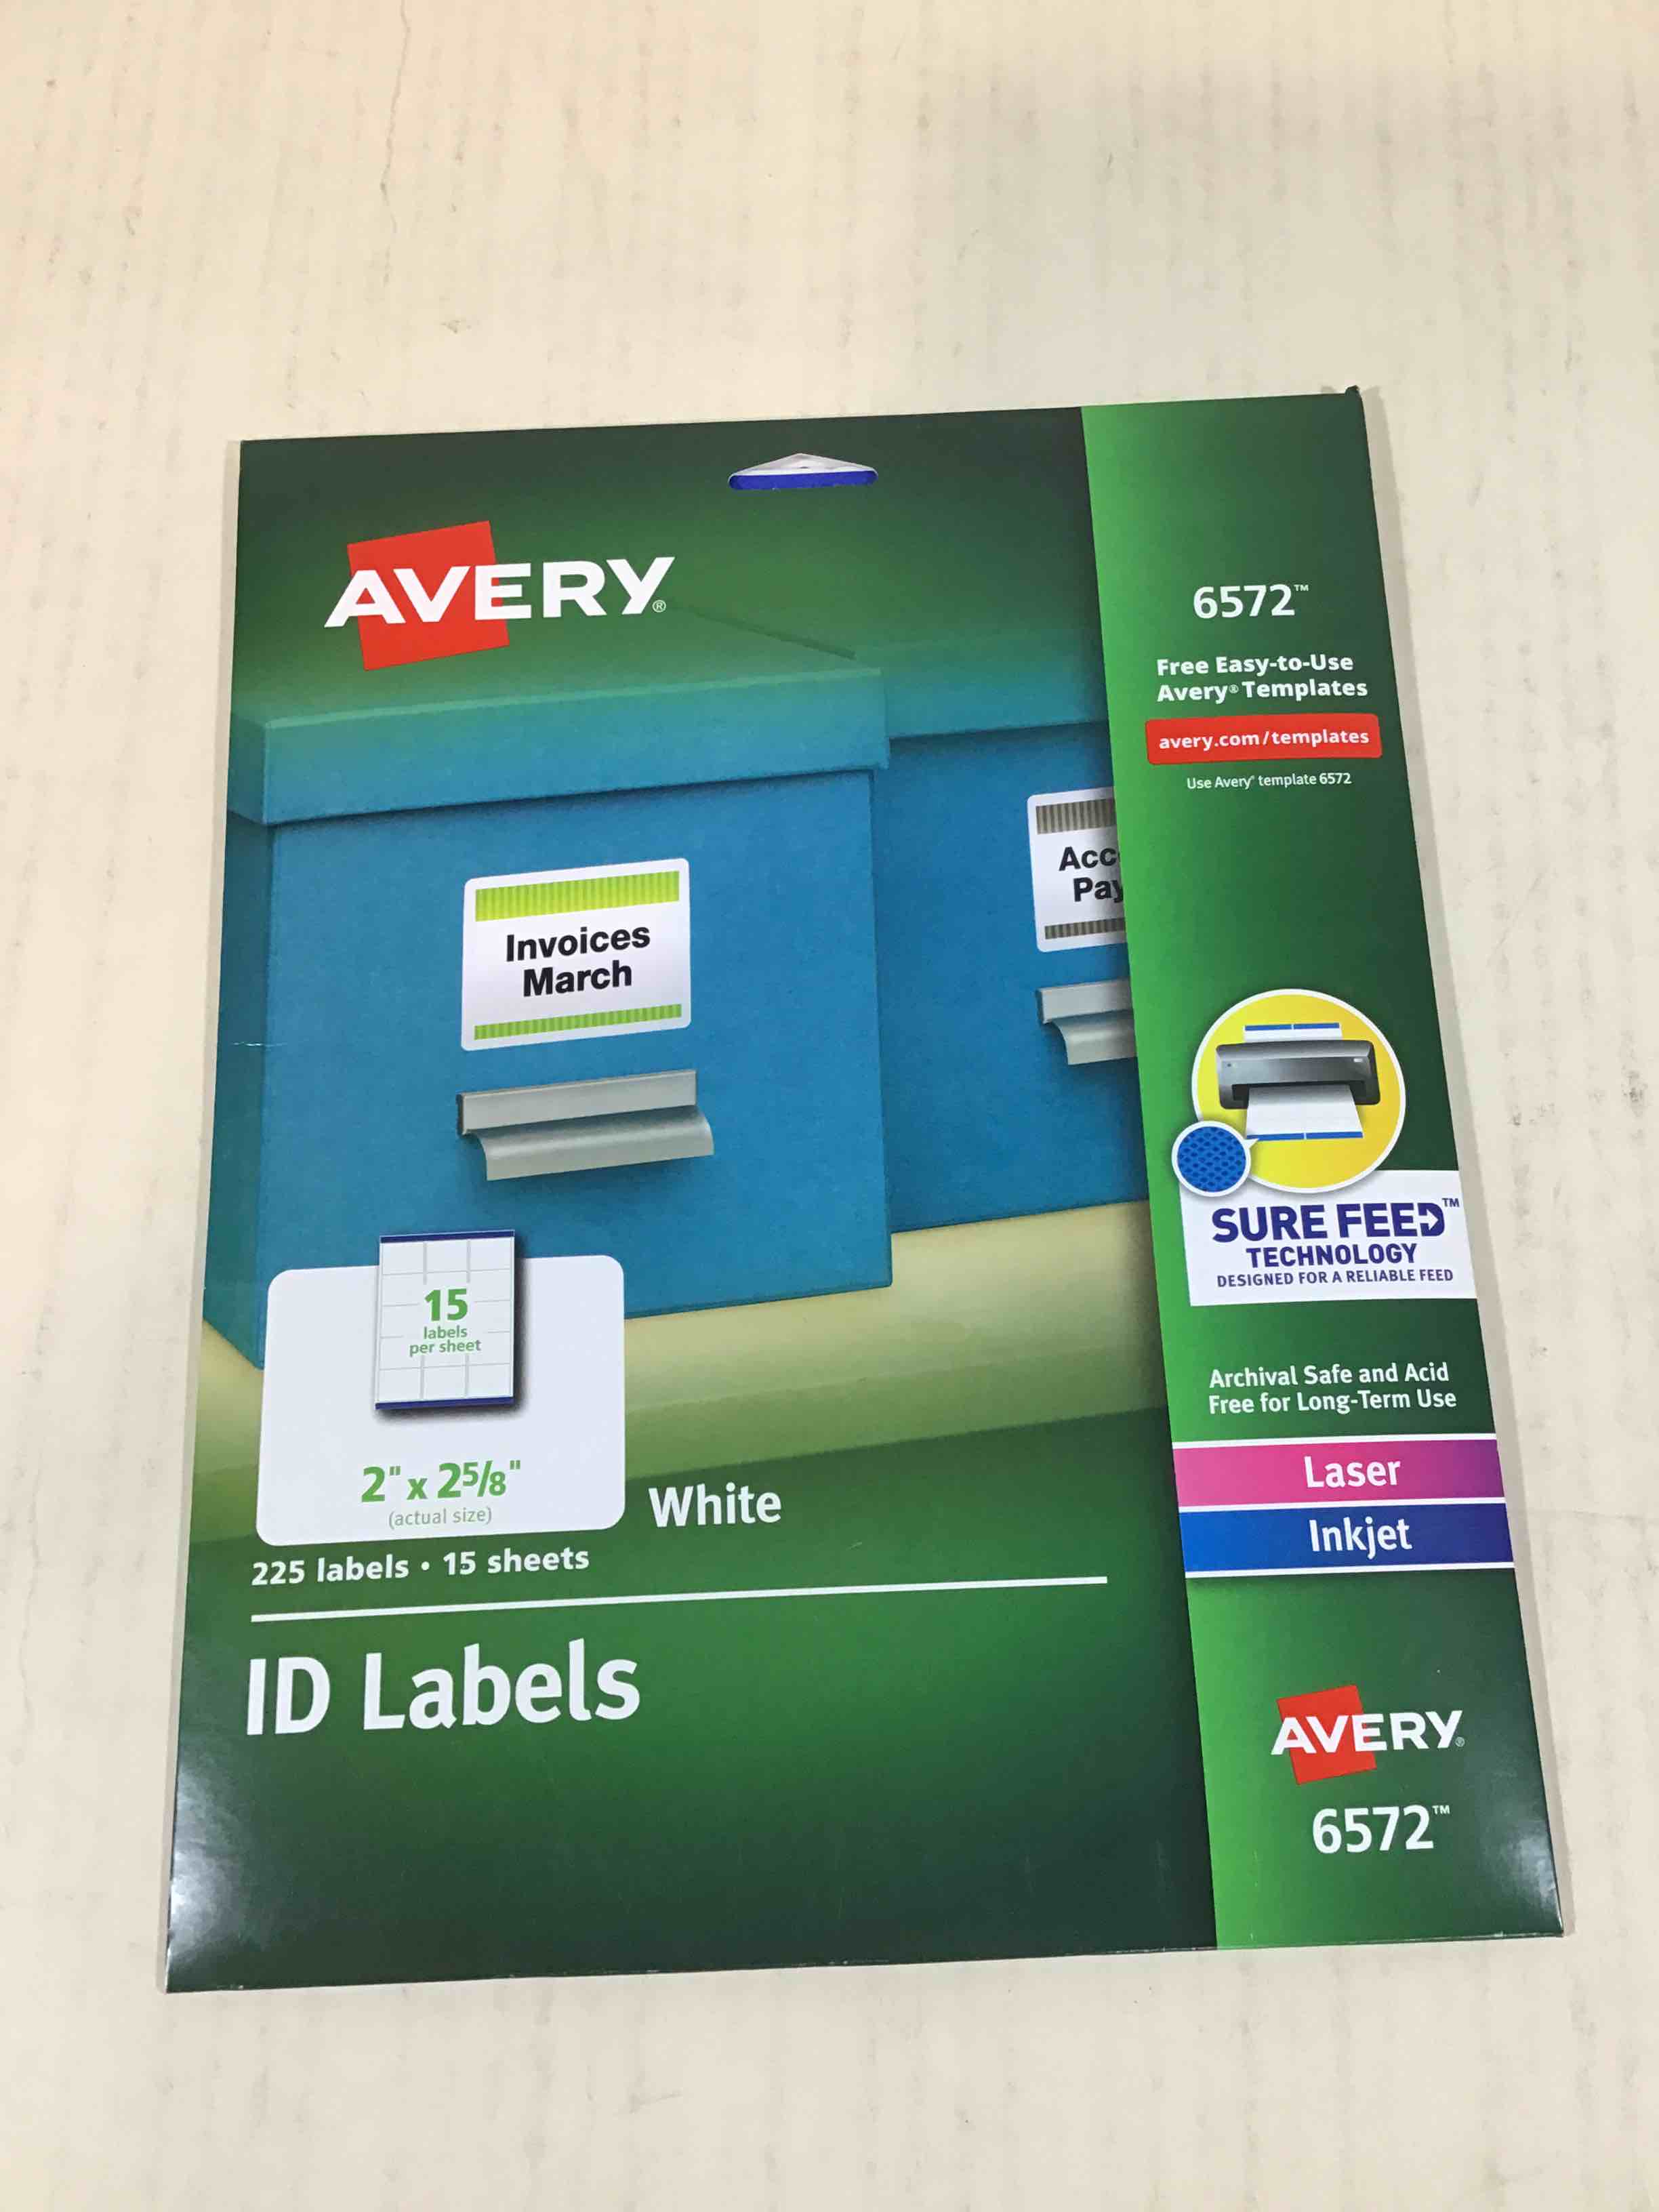 AVERY®
6572™
Free Easy-to-Use
Avery® Templates
avery.com/templates
Use Avery® template 6572
Invoices
March
Acc
Pay
SURE FEED™
TECHNOLOGY
DESIGNED FOR A RELIABLE FEED
15
labels
per sheet
2" x 2 5/8"
(actual size)
White
225 labels • 15 sheets
ID Labels
Archival Safe and Acid
Free for Long-Term Use
Laser
Inkjet
AVERY®
6572™